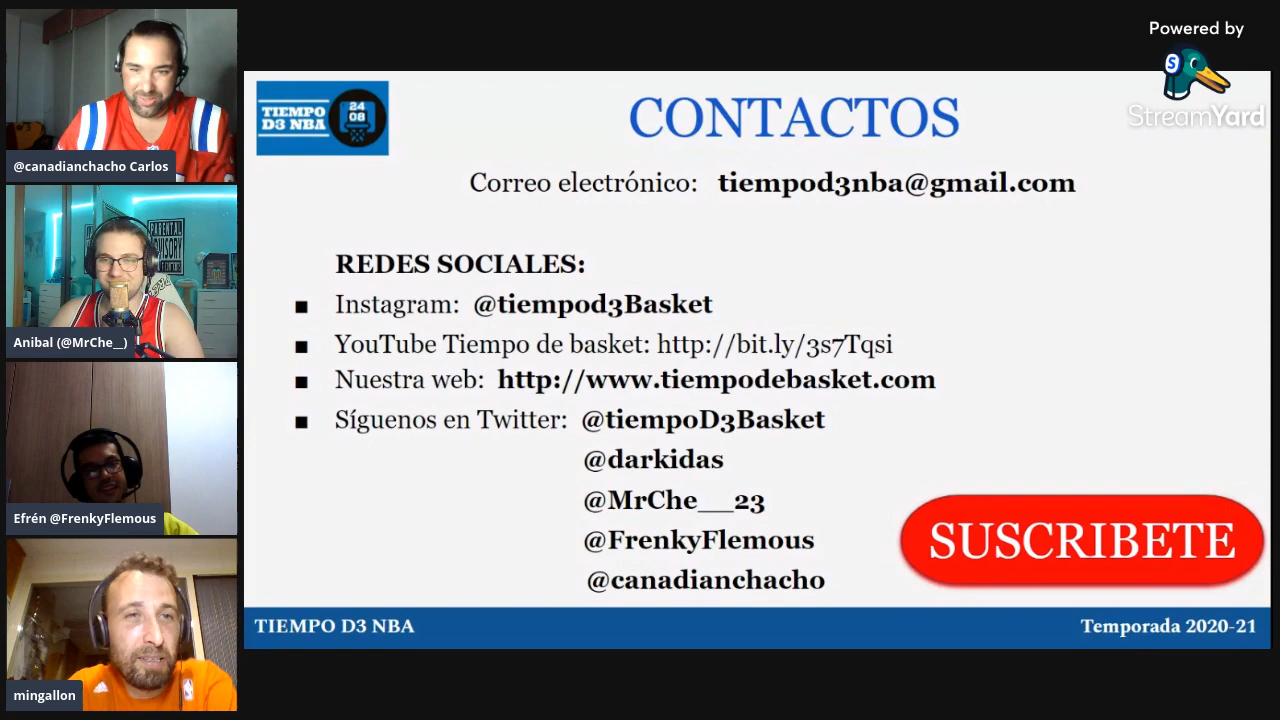 @canadianchacho Carlos
PARENTAL
ADVISORY
Anibal (@MrChe__)
Efrén @FrenkyFlemous
mingallon
TIEMPO
D3 NBA
24
08
CONTACTOS
Correo electrónico: tiempod3nba@gmail.com
REDES SOCIALES:
■ Instagram: @tiempod3Basket
■ YouTube Tiempo de basket: http://bit.ly/3s7Tqsi
■ Nuestra web: http://www.tiempodebasket.com
■ Síguenos en Twitter: @tiempoD3Basket
@darkidas
@MrChe__23
@FrenkyFlemous
@canadianchacho
SUSCRIBETE
TIEMPO D3 NBA
Temporada 2020-21
Powered by
S
StreamYard